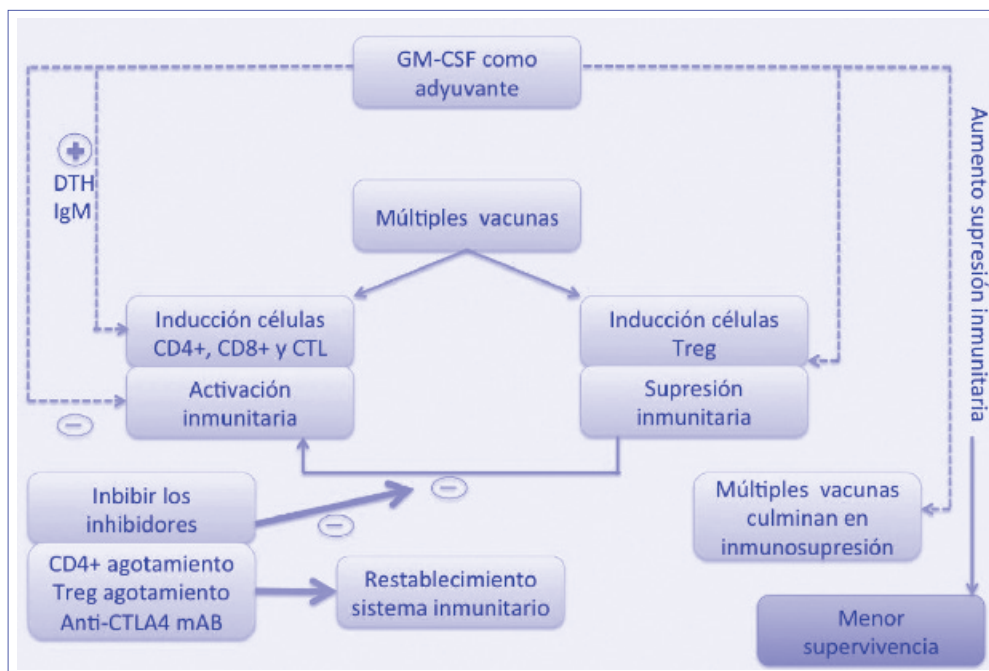 GM-CSF como
adyuvante
+
DTH
IgM
Múltiples vacunas
Aumento supresión inmunitaria
Inducción células
CD4+, CD8+ y CTL
Activación
inmunitaria
Inducción células
Treg
Supresión
inmunitaria
−
−
−
Inbibir los
inhibidores
CD4+ agotamiento
Treg agotamiento
Anti-CTLA4 mAB
Restablecimiento
sistema inmunitario
Múltiples vacunas
culminan en
inmunosupresión
Menor
supervivencia